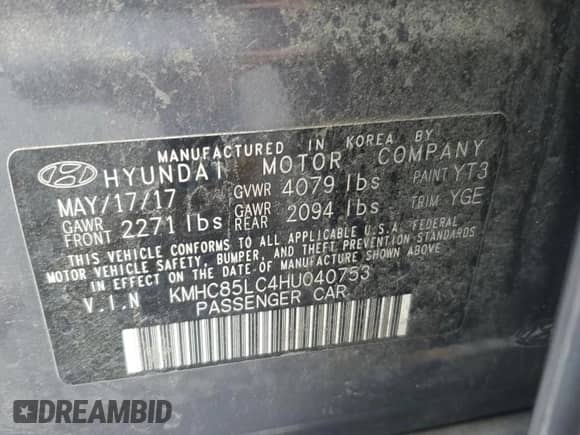 MANUFACTURED IN KOREA BY
HYUNDAI MOTOR COMPANY
MAY/17/17 GVWR 4079 lbs PAINT YT3
GAWR FRONT 2271 lbs GAWR REAR 2094 lbs TRIM YGE
THIS VEHICLE CONFORMS TO ALL APPLICABLE U.S.A. FEDERAL
MOTOR VEHICLE SAFETY, BUMPER, AND THEFT PREVENTION STANDARDS
IN EFFECT ON THE DATE OF MANUFACTURE SHOWN ABOVE.
V.I.N KMHC85LC4HU040753
PASSENGER CAR
DREAMBID